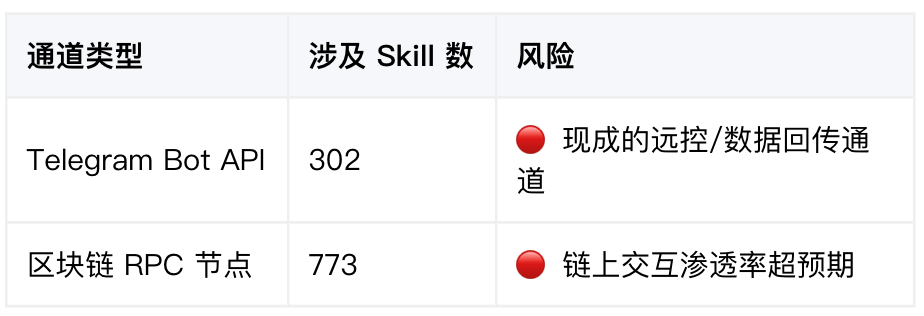 通道类型 涉及 Skill 数 风险
Telegram Bot API 302 🔴 现成的远控/数据回传通
道
区块链 RPC 节点 773 🔴 链上交互渗透率超预期